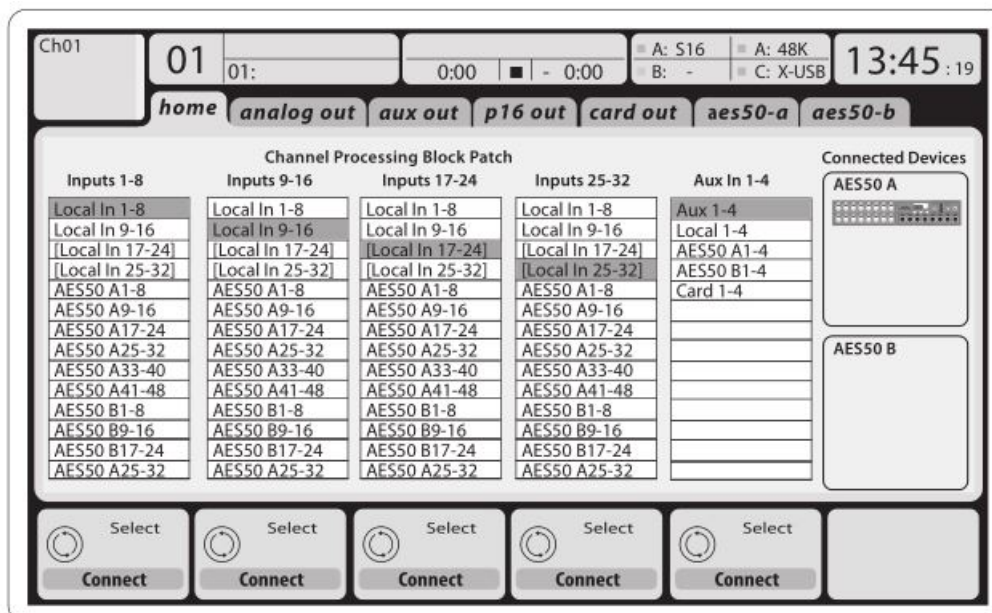 Ch01
01
01:
0:00 - 0:00
A: S16
B: -
A: 48K
C: X-USB
13:45 :19
home analog out aux out p16 out card out aes50-a aes50-b
Channel Processing Block Patch
Connected Devices
Inputs 1-8 Inputs 9-16 Inputs 17-24 Inputs 25-32 Aux In 1-4
AES50 A
Local In 1-8 Local In 1-8 Local In 1-8 Local In 1-8 Aux 1-4
Local In 9-16 Local In 9-16 Local In 9-16 Local In 9-16 Local 1-4
[Local In 17-24] [Local In 17-24] [Local In 17-24] [Local In 17-24] AES50 A1-4
[Local In 25-32] [Local In 25-32] [Local In 25-32] [Local In 25-32] AES50 B1-4
AES50 A1-8 AES50 A1-8 AES50 A1-8 AES50 A1-8 Card 1-4
AES50 A9-16 AES50 A9-16 AES50 A9-16 AES50 A9-16
AES50 A17-24 AES50 A17-24 AES50 A17-24 AES50 A17-24
AES50 A25-32 AES50 A25-32 AES50 A25-32 AES50 A25-32
AES50 B
AES50 A33-40 AES50 A33-40 AES50 A33-40 AES50 A33-40
AES50 A41-48 AES50 A41-48 AES50 A41-48 AES50 A41-48
AES50 B1-8 AES50 B1-8 AES50 B1-8 AES50 B1-8
AES50 B9-16 AES50 B9-16 AES50 B9-16 AES50 B9-16
AES50 B17-24 AES50 B17-24 AES50 B17-24 AES50 B17-24
AES50 A25-32 AES50 A25-32 AES50 A25-32 AES50 A25-32
Select Select Select Select Select
Connect Connect Connect Connect Connect